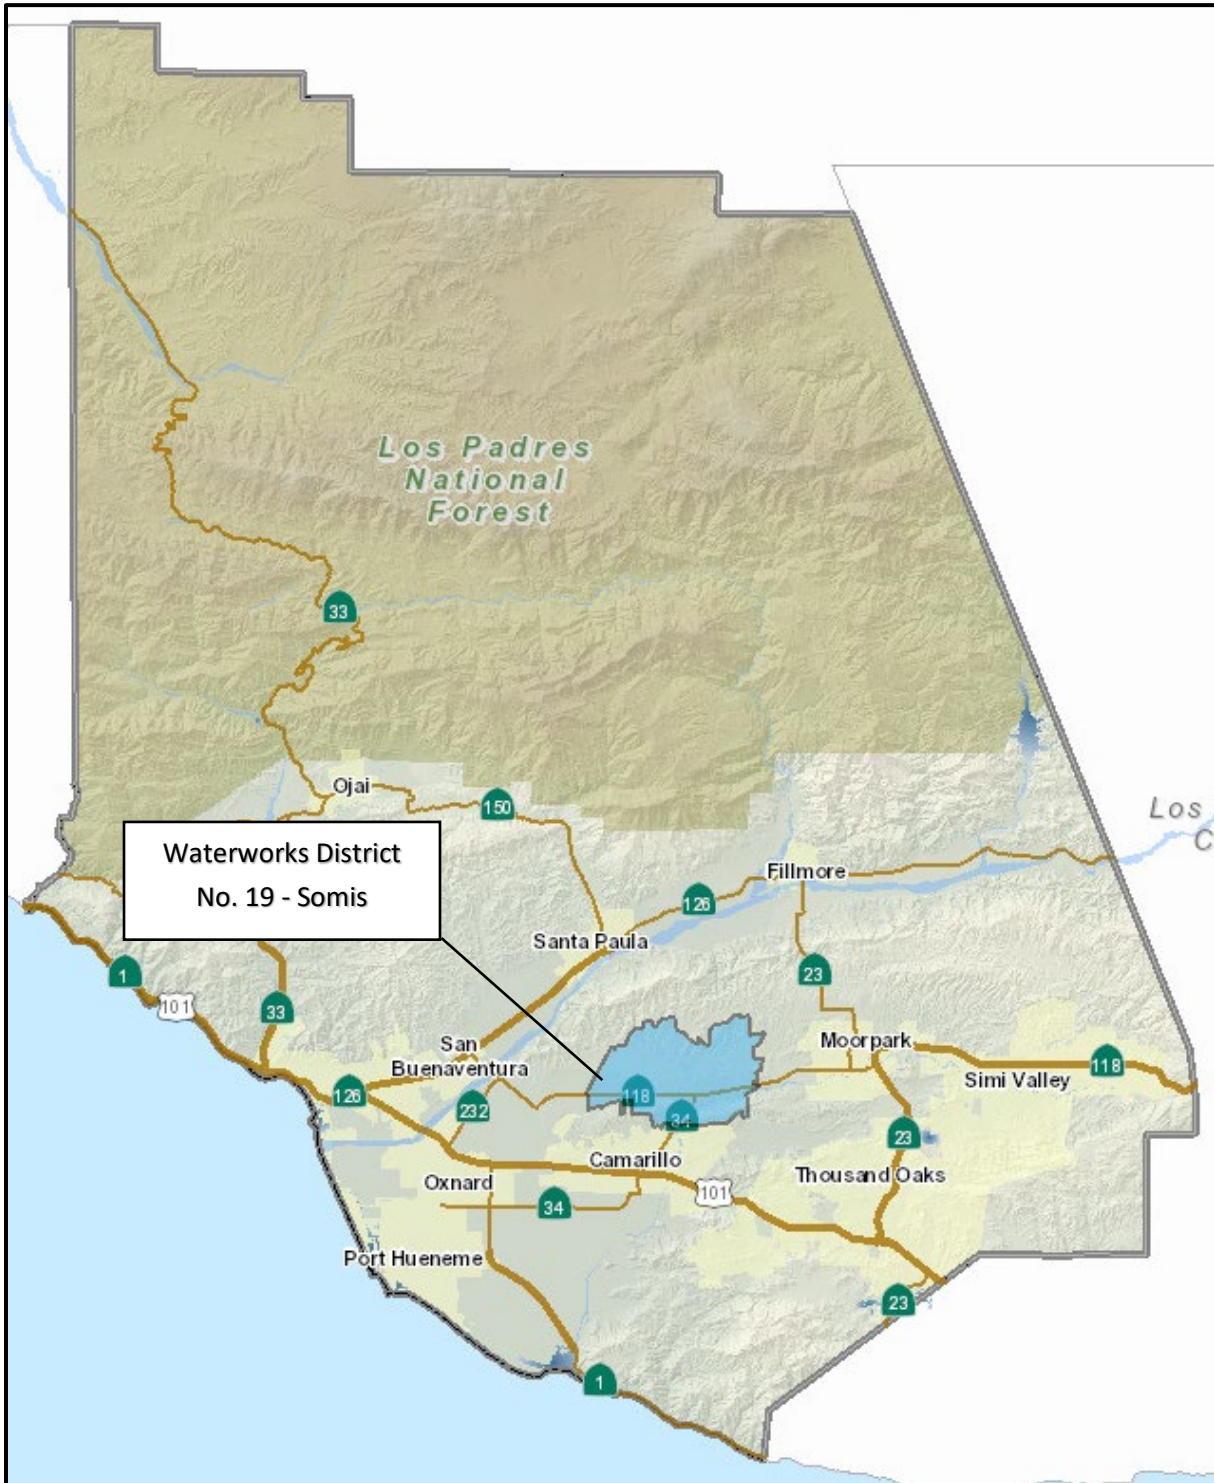 Los Padres
National
Forest
33
Ojai
150
Los
C
Waterworks District
No. 19 - Somis
Fillmore
126
Santa Paula
1
101
33
23
San
Buenaventura
Moorpark
118
Simi Valley
126
232
118
34
23
Camarillo
Thousand Oaks
Oxnard
101
34
Port Hueneme
23
1